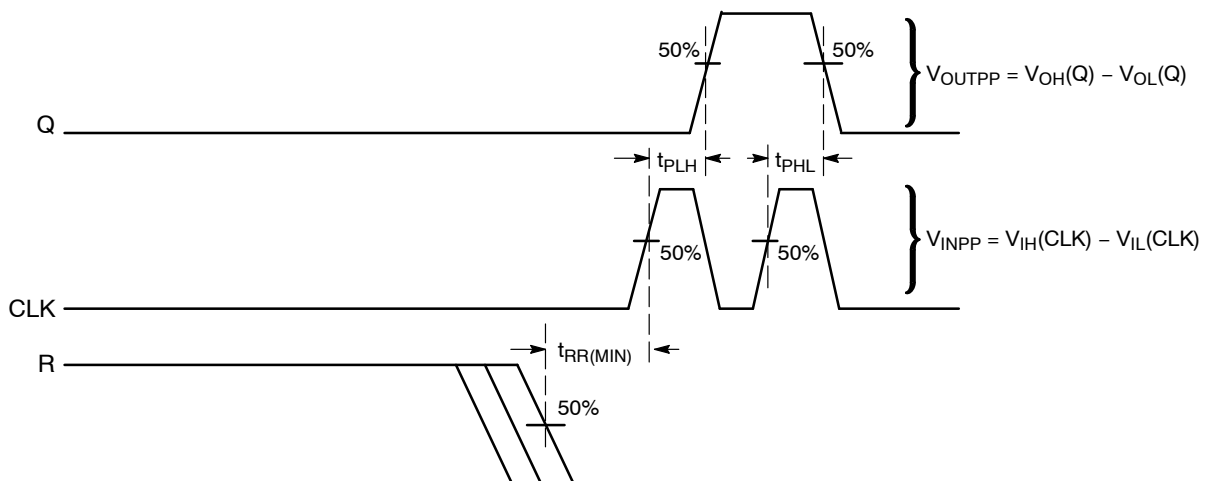 50%
50%
V_OUTPP = V_OH(Q) − V_OL(Q)
Q
t_PLH
t_PHL
50%
50%
V_INPP = V_IH(CLK) − V_IL(CLK)
CLK
t_RR(MIN)
R
50%